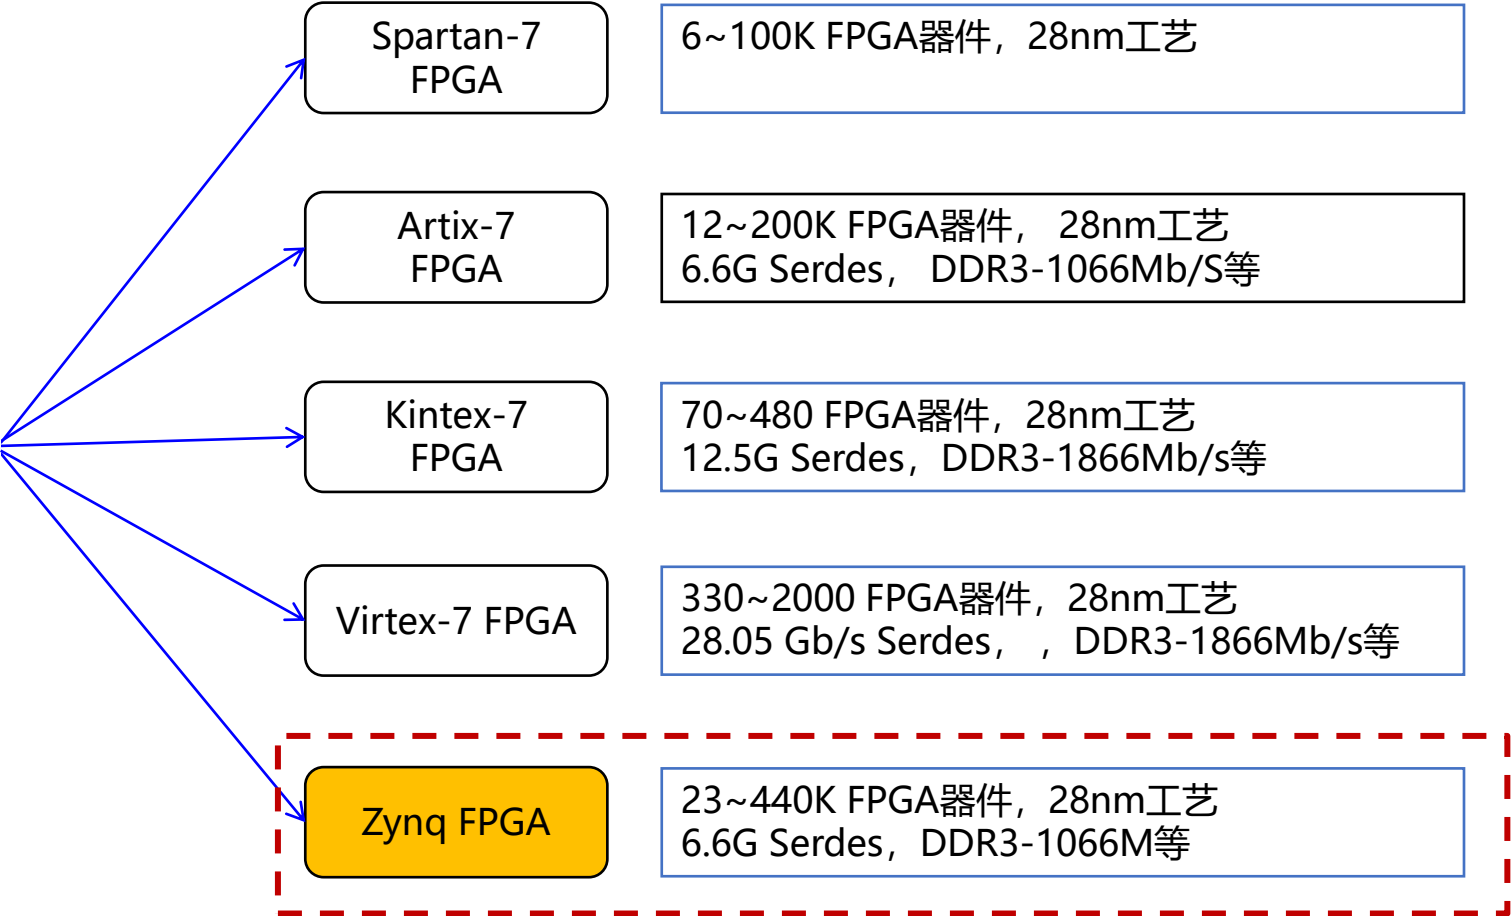 Spartan-7
FPGA
6~100K FPGA器件，28nm工艺
Artix-7
FPGA
12~200K FPGA器件， 28nm工艺
6.6G Serdes， DDR3-1066Mb/S等
Kintex-7
FPGA
70~480 FPGA器件，28nm工艺
12.5G Serdes，DDR3-1866Mb/s等
Virtex-7 FPGA
330~2000 FPGA器件，28nm工艺
28.05 Gb/s Serdes， ，DDR3-1866Mb/s等
Zynq FPGA
23~440K FPGA器件，28nm工艺
6.6G Serdes，DDR3-1066M等